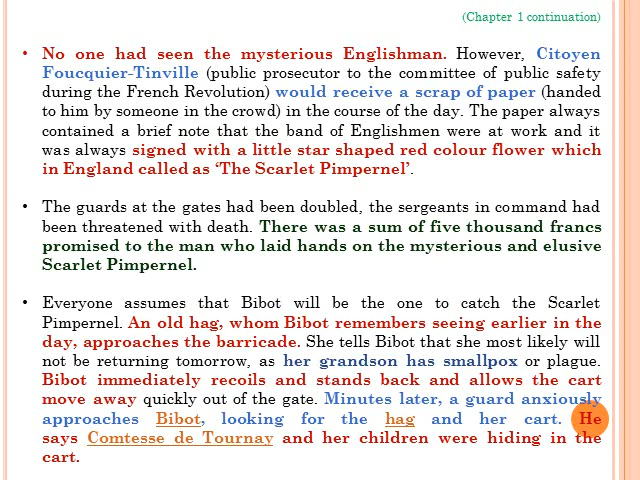 (Chapter 1 continuation)
• No one had seen the mysterious Englishman. However, Citoyen
Foucquier-Tinville (public prosecutor to the committee of public safety
during the French Revolution) would receive a scrap of paper (handed
to him by someone in the crowd) in the course of the day. The paper always
contained a brief note that the band of Englishmen were at work and it
was always signed with a little star shaped red colour flower which
in England called as ‘The Scarlet Pimpernel’.
• The guards at the gates had been doubled, the sergeants in command had
been threatened with death. There was a sum of five thousand francs
promised to the man who laid hands on the mysterious and elusive
Scarlet Pimpernel.
• Everyone assumes that Bibot will be the one to catch the Scarlet
Pimpernel. An old hag, whom Bibot remembers seeing earlier in the
day, approaches the barricade. She tells Bibot that she most likely will
not be returning tomorrow, as her grandson has smallpox or plague.
Bibot immediately recoils and stands back and allows the cart
move away quickly out of the gate. Minutes later, a guard anxiously
approaches Bibot, looking for the hag and her cart. He
says Comtesse de Tournay and her children were hiding in the
cart.